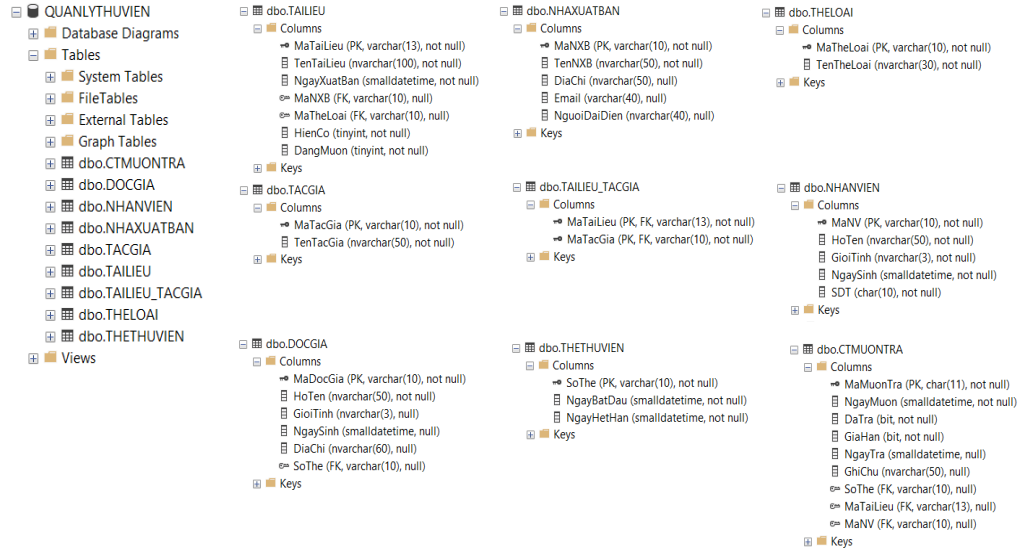 QUANLYTHUVIEN
Database Diagrams
Tables
System Tables
FileTables
External Tables
Graph Tables
dbo.CTMUONTRA
dbo.DOCGIA
dbo.NHANVIEN
dbo.NHAXUATBAN
dbo.TACGIA
dbo.TAILIEU
dbo.TAILIEU_TACGIA
dbo.THELOAI
dbo.THETHUVIEN
Views
dbo.TAILIEU
Columns
MaTaiLieu (PK, varchar(13), not null)
TenTaiLieu (nvarchar(100), not null)
NgayXuatBan (smalldatetime, not null)
MaNXB (FK, varchar(10), null)
MaTheLoai (FK, varchar(10), null)
HienCo (tinyint, not null)
DangMuon (tinyint, not null)
Keys
dbo.NHAXUATBAN
Columns
MaNXB (PK, varchar(10), not null)
TenNXB (nvarchar(50), not null)
DiaChi (nvarchar(50), null)
Email (varchar(40), null)
NguoiDaiDien (nvarchar(40), null)
Keys
dbo.THELOAI
Columns
MaTheLoai (PK, varchar(10), not null)
TenTheLoai (nvarchar(30), not null)
Keys
dbo.TACGIA
Columns
MaTacGia (PK, varchar(10), not null)
TenTacGia (nvarchar(50), not null)
Keys
dbo.TAILIEU_TACGIA
Columns
MaTaiLieu (PK, FK, varchar(13), not null)
MaTacGia (PK, FK, varchar(10), not null)
Keys
dbo.NHANVIEN
Columns
MaNV (PK, varchar(10), not null)
HoTen (nvarchar(50), not null)
GioiTinh (nvarchar(3), not null)
NgaySinh (smalldatetime, not null)
SDT (char(10), not null)
Keys
dbo.DOCGIA
Columns
MaDocGia (PK, varchar(10), not null)
HoTen (nvarchar(50), not null)
GioiTinh (nvarchar(3), null)
NgaySinh (smalldatetime, null)
DiaChi (nvarchar(60), null)
SoThe (FK, varchar(10), null)
Keys
dbo.THETHUVIEN
Columns
SoThe (PK, varchar(10), not null)
NgayBatDau (smalldatetime, not null)
NgayHetHan (smalldatetime, not null)
Keys
dbo.CTMUONTRA
Columns
MaMuonTra (PK, char(11), not null)
NgayMuon (smalldatetime, not null)
DaTra (bit, not null)
GiaHan (bit, not null)
NgayTra (smalldatetime, null)
GhiChu (nvarchar(50), null)
SoThe (FK, varchar(10), null)
MaTaiLieu (FK, varchar(13), null)
MaNV (FK, varchar(10), null)
Keys